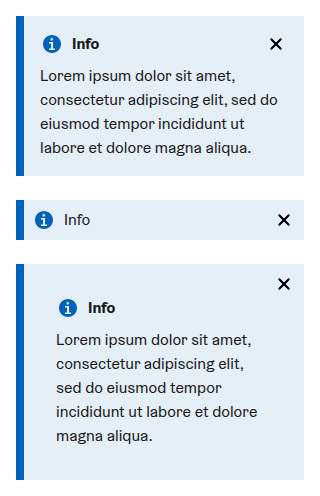 Info
Lorem ipsum dolor sit amet,
consectetur adipiscing elit, sed do
eiusmod tempor incididunt ut
labore et dolore magna aliqua.
Info
Info
Lorem ipsum dolor sit amet,
consectetur adipiscing elit,
sed do eiusmod tempor
incididunt ut labore et dolore
magna aliqua.